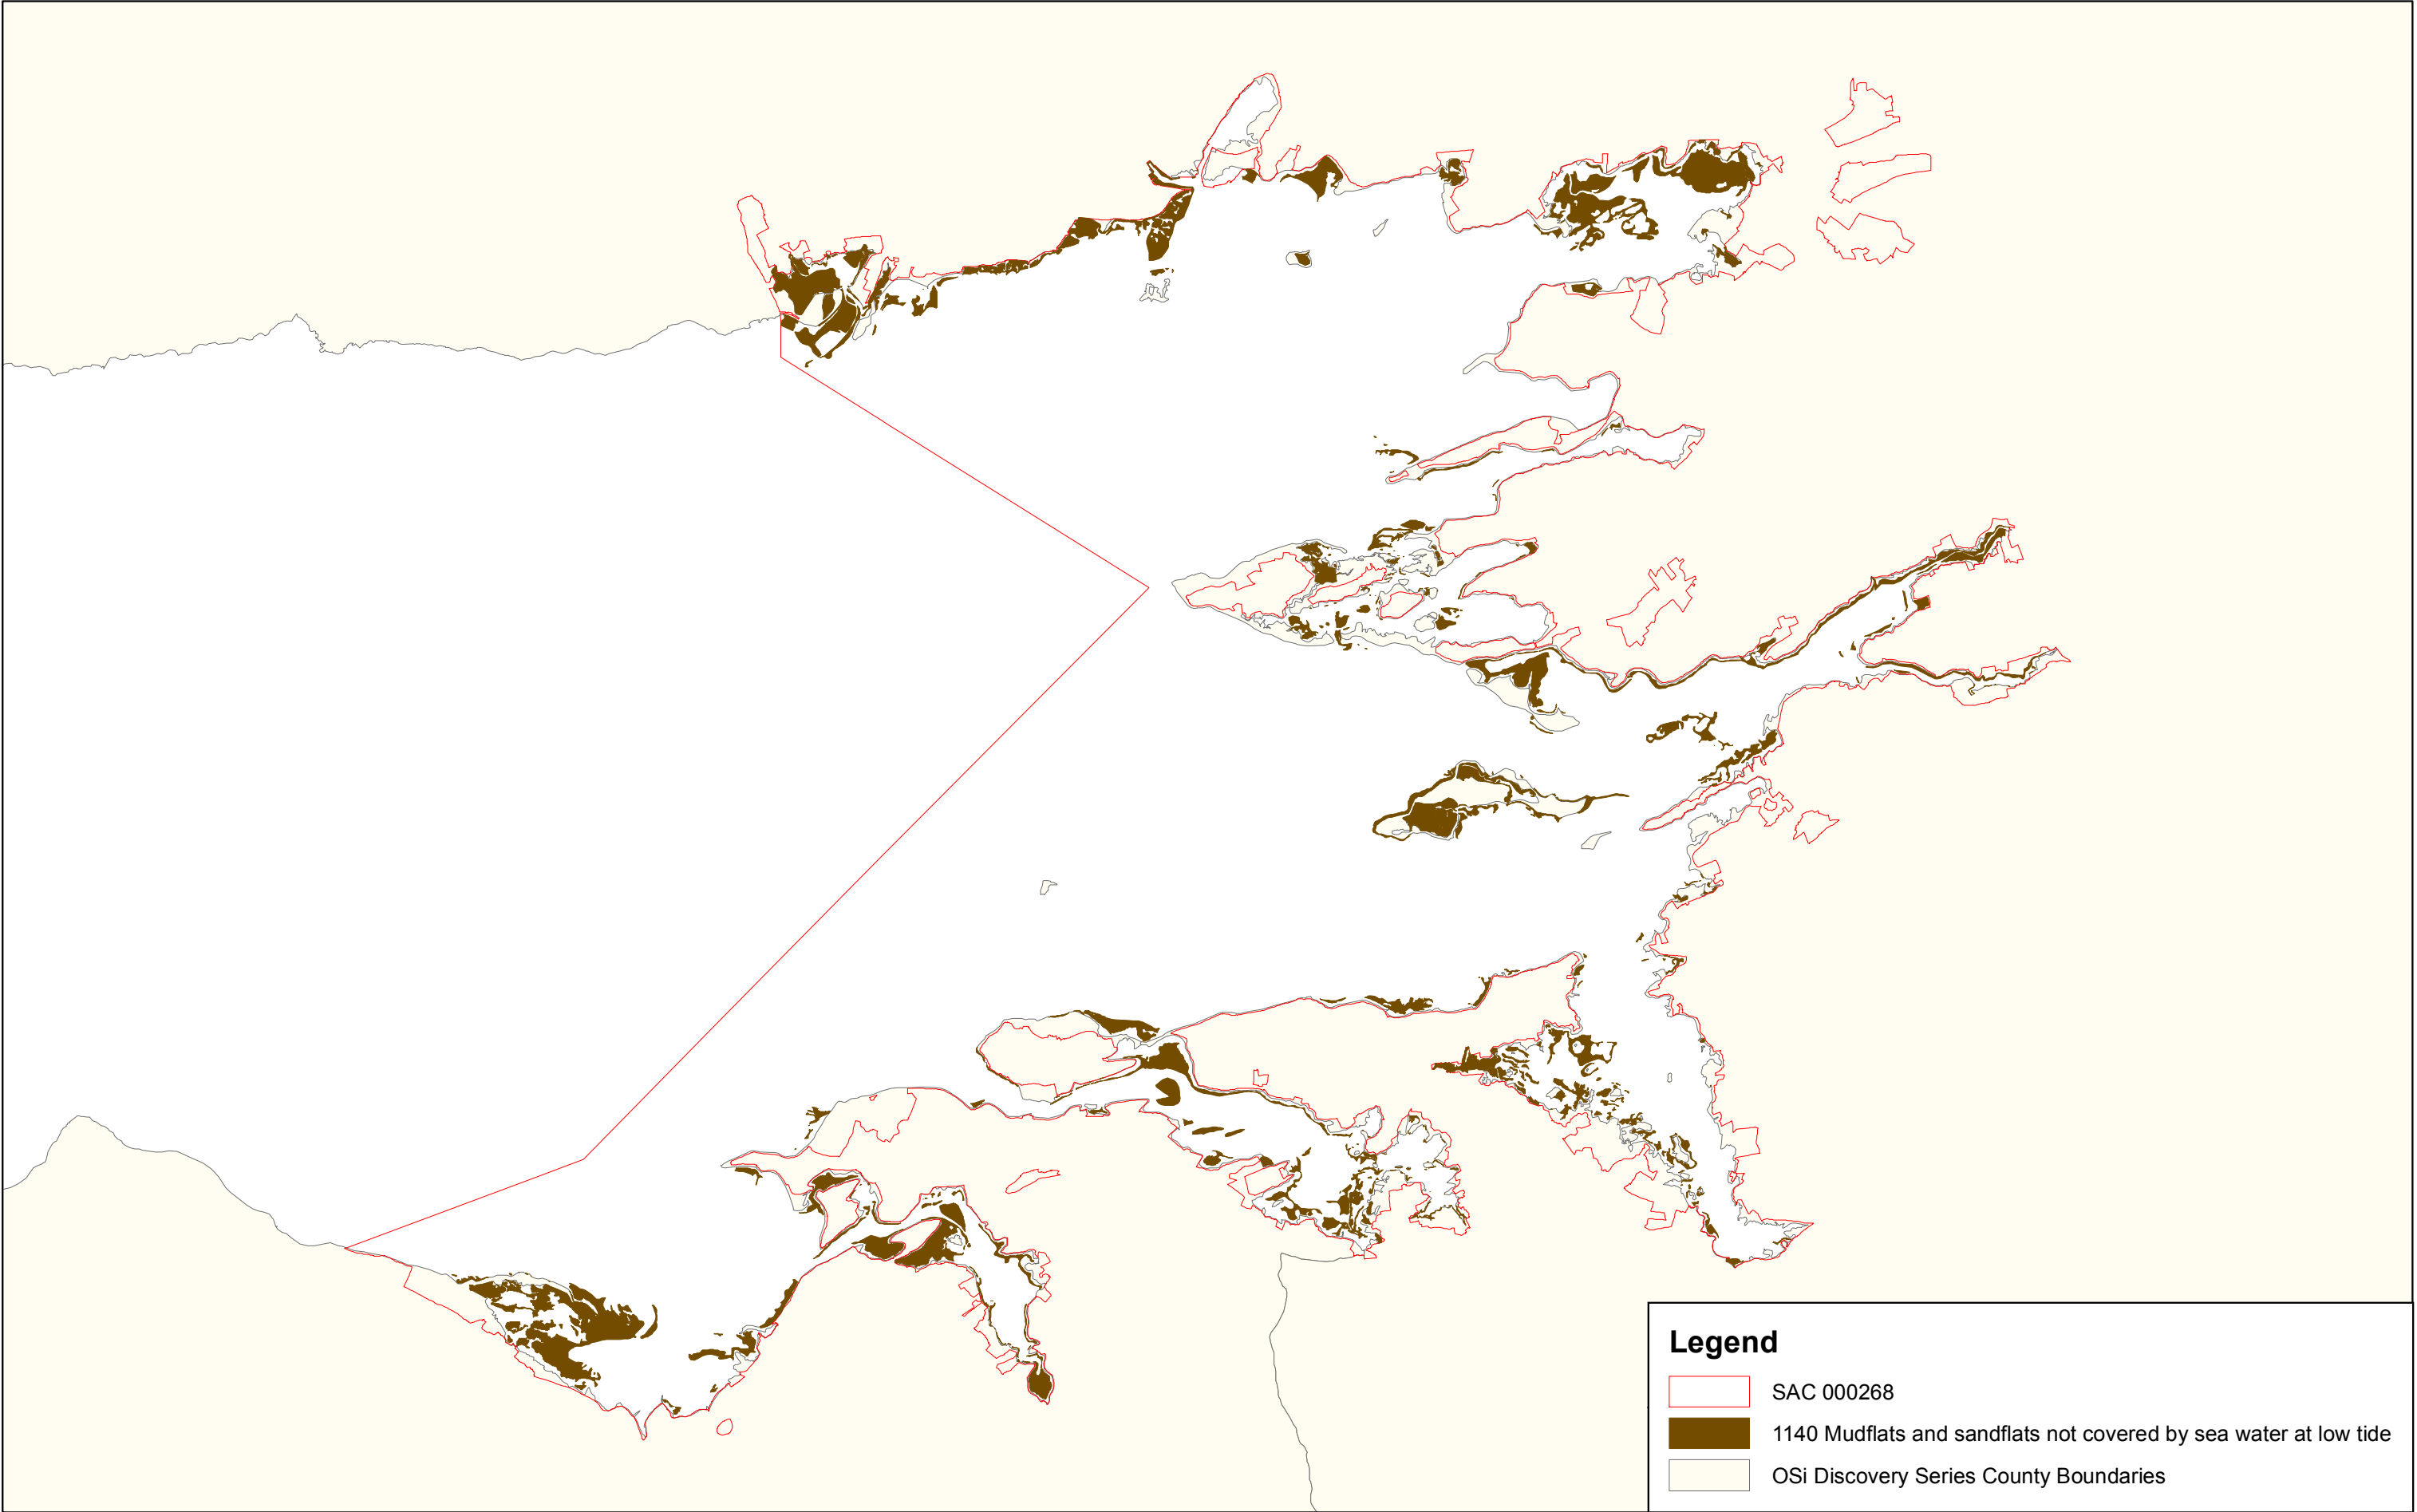 Legend
SAC 000268
1140 Mudflats and sandflats not covered by sea water at low tide
OSi Discovery Series County Boundaries